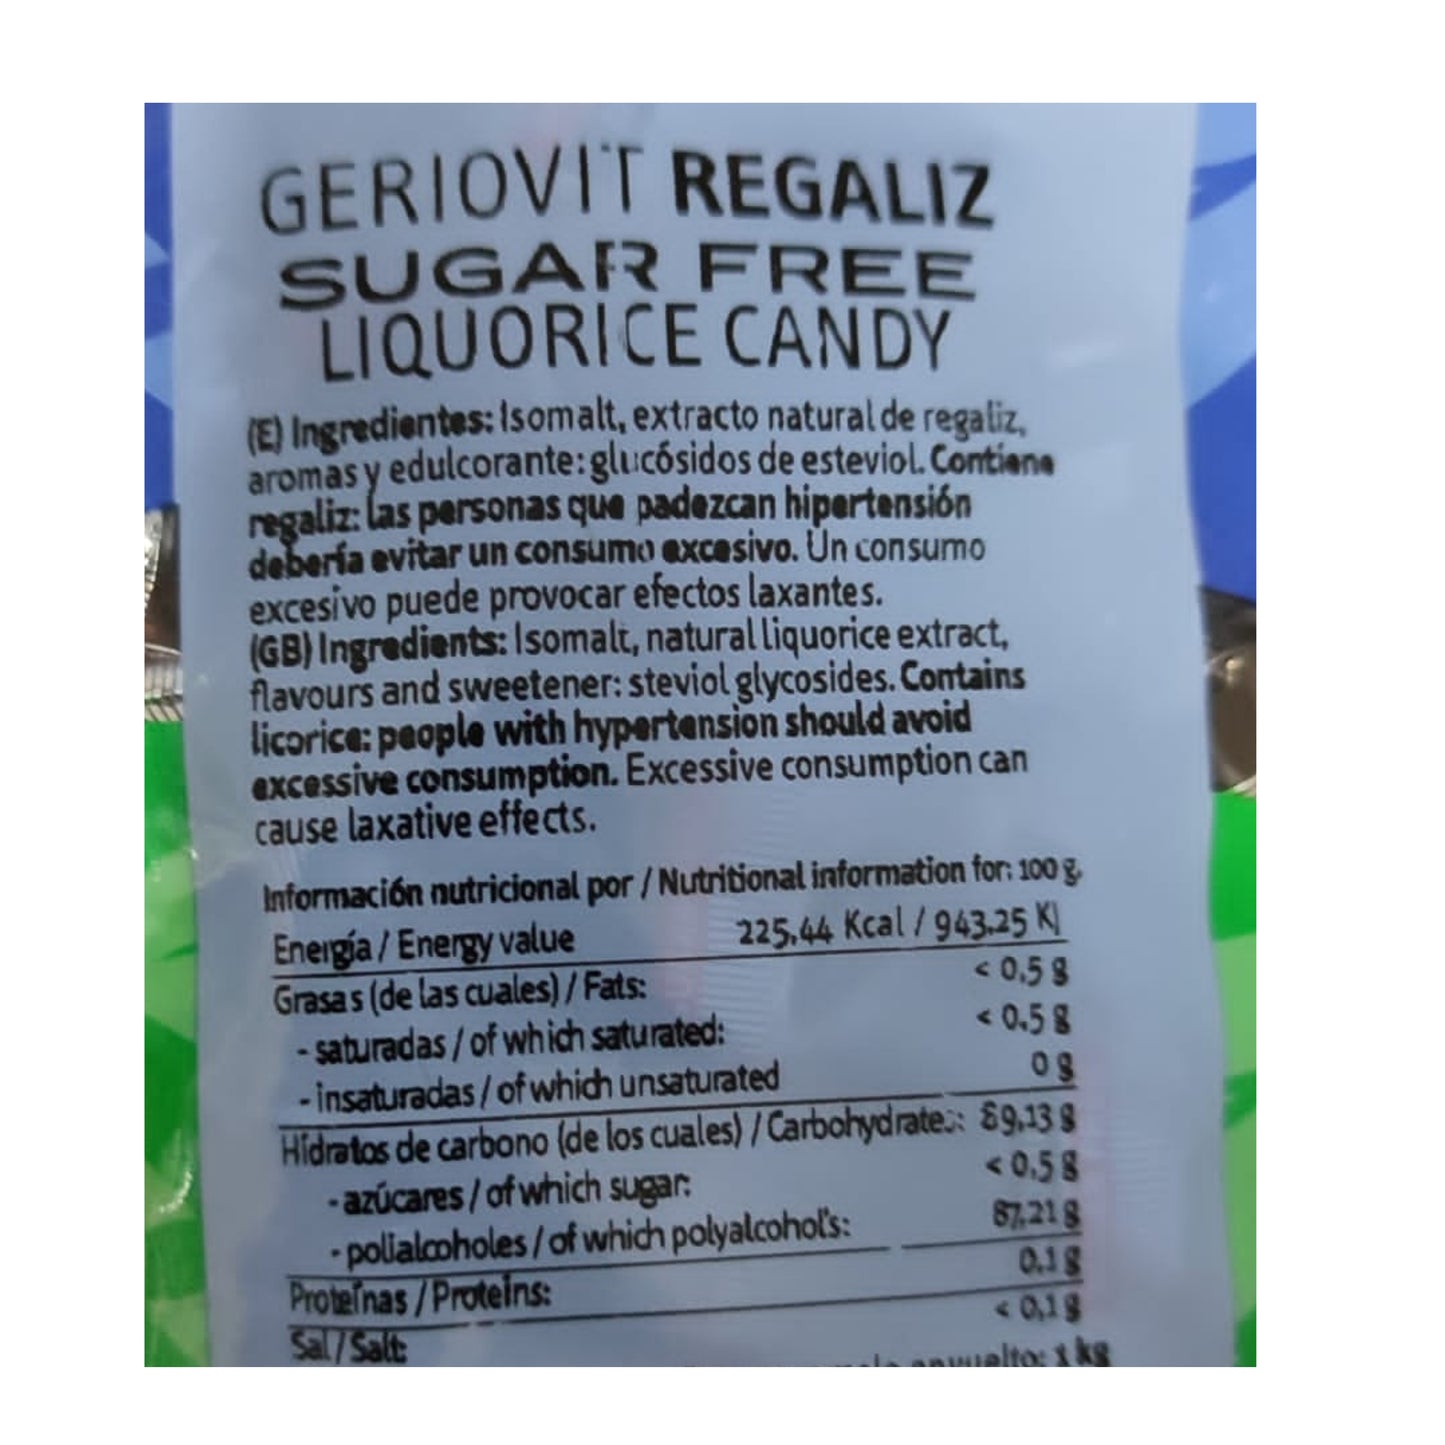 GERIOVIT REGALIZ
SUGAR FREE
LIQUORICE CANDY
(E) Ingredientes: Isomalt, extracto natural de regaliz,
aromas y edulcorante: glucósidos de esteviol. Contiene
regaliz: las personas que padezcan hipertensión
debería evitar un consumo excesivo. Un consumo
excesivo puede provocar efectos laxantes.
(GB) Ingredients: Isomalt, natural liquorice extract,
flavours and sweetener: steviol glycosides. Contains
licorice: people with hypertension should avoid
excessive consumption. Excessive consumption can
cause laxative effects.
Información nutricional por / Nutritional information for: 100 g.
Energía / Energy value 225,44 Kcal / 943,25 KJ
Grasas (de las cuales) / Fats: < 0,5 g
- saturadas / of which saturated: < 0,5 g
- insaturadas / of which unsaturated 0 g
Hidratos de carbono (de los cuales) / Carbohydrates: 89,13 g
- azúcares / of which sugar: < 0,5 g
- polialcoholes / of which polyalcohol's: 87,21 g
Proteínas / Proteins: 0,1 g
Sal / Salt: < 0,1 g
envuelto: 1 kg